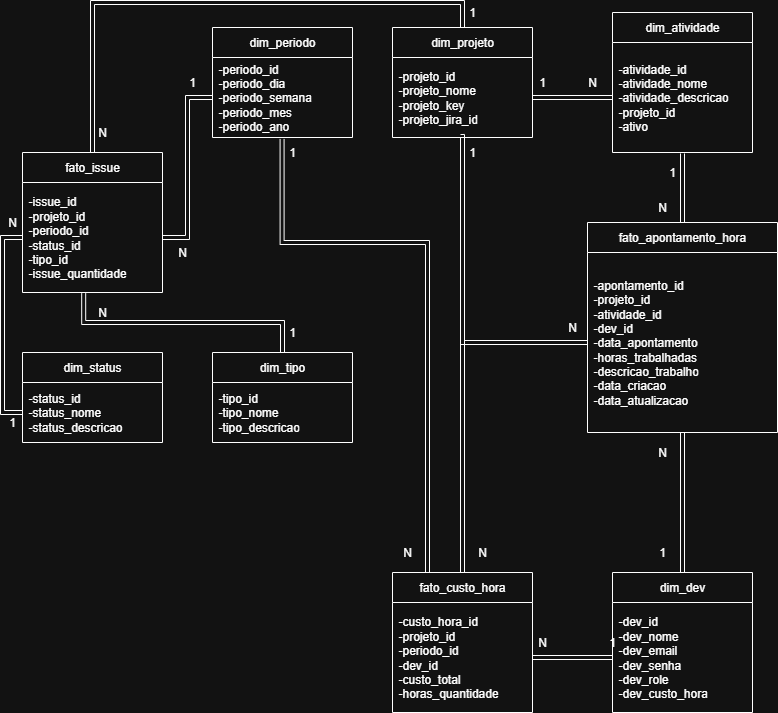 1
dim_periodo
-periodo_id
-periodo_dia
-periodo_semana
-periodo_mes
-periodo_ano
dim_projeto
-projeto_id
-projeto_nome
-projeto_key
-projeto_jira_id
dim_atividade
-atividade_id
-atividade_nome
-atividade_descricao
-projeto_id
-ativo
1
1
N
N
1
1
1
fato_issue
-issue_id
-projeto_id
-periodo_id
-status_id
-tipo_id
-issue_quantidade
1
N
N
N
fato_apontamento_hora
-apontamento_id
-projeto_id
-atividade_id
-dev_id
-data_apontamento
-horas_trabalhadas
-descricao_trabalho
-data_criacao
-data_atualizacao
N
N
1
dim_status
-status_id
-status_nome
-status_descricao
1
dim_tipo
-tipo_id
-tipo_nome
-tipo_descricao
N
N
N
1
fato_custo_hora
-custo_hora_id
-projeto_id
-periodo_id
-dev_id
-custo_total
-horas_quantidade
N
1
dim_dev
-dev_id
-dev_nome
-dev_email
-dev_senha
-dev_role
-dev_custo_hora